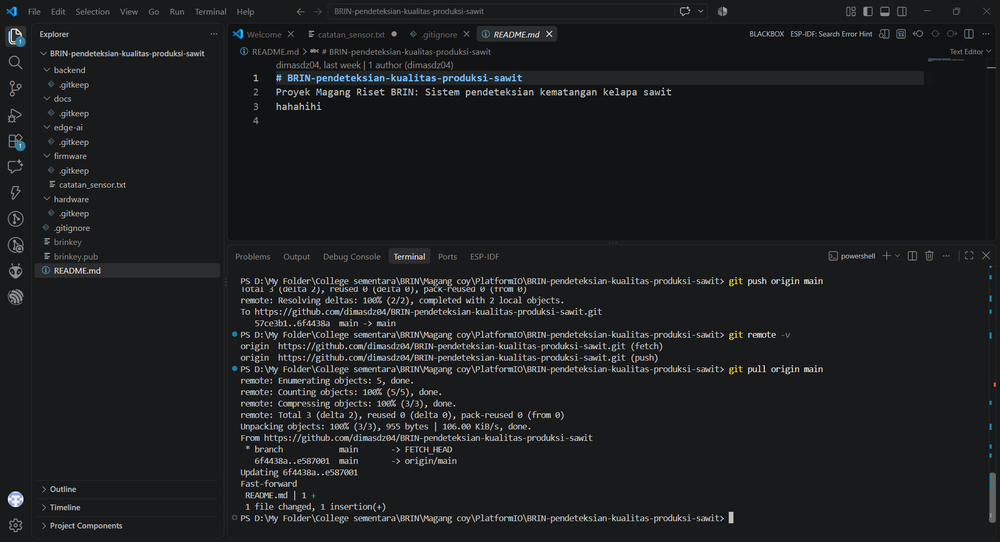 File Edit Selection View Go Run Terminal Help
BRIN-pendeteksian-kualitas-produksi-sawit
Explorer
BRIN-pendeteksian-kualitas-produksi-sawit
backend
.gitkeep
docs
.gitkeep
edge-ai
.gitkeep
firmware
.gitkeep
catatan_sensor.txt
hardware
.gitkeep
.gitignore
brinkey
brinkey.pub
README.md
Outline
Timeline
Project Components
1
1
Welcome catatan_sensor.txt .gitignore README.md
BLACKBOX ESP-IDF: Search Error Hint
README.md > abc # BRIN-pendeteksian-kualitas-produksi-sawit
Text Editor
dimasdz04, last week | 1 author (dimasdz04)
1 # BRIN-pendeteksian-kualitas-produksi-sawit
2 Proyek Magang Riset BRIN: Sistem pendeteksian kematangan kelapa sawit
3 hahahihi
4
Problems Output Debug Console Terminal Ports ESP-IDF
powershell
PS D:\My Folder\College sementara\BRIN\Magang coy\PlatformIO\BRIN-pendeteksian-kualitas-produksi-sawit> git push origin main
Total 3 (delta 2), reused 0 (delta 0), pack-reused 0 (from 0)
remote: Resolving deltas: 100% (2/2), completed with 2 local objects.
To https://github.com/dimasdz04/BRIN-pendeteksian-kualitas-produksi-sawit.git
57ce3b1..6f4438a main -> main
PS D:\My Folder\College sementara\BRIN\Magang coy\PlatformIO\BRIN-pendeteksian-kualitas-produksi-sawit> git remote -v
origin https://github.com/dimasdz04/BRIN-pendeteksian-kualitas-produksi-sawit.git (fetch)
origin https://github.com/dimasdz04/BRIN-pendeteksian-kualitas-produksi-sawit.git (push)
PS D:\My Folder\College sementara\BRIN\Magang coy\PlatformIO\BRIN-pendeteksian-kualitas-produksi-sawit> git pull origin main
remote: Enumerating objects: 5, done.
remote: Counting objects: 100% (5/5), done.
remote: Compressing objects: 100% (3/3), done.
remote: Total 3 (delta 2), reused 0 (delta 0), pack-reused 0 (from 0)
Unpacking objects: 100% (3/3), 955 bytes | 106.00 KiB/s, done.
From https://github.com/dimasdz04/BRIN-pendeteksian-kualitas-produksi-sawit
* branch main -> FETCH_HEAD
6f4438a..e587001 main -> origin/main
Updating 6f4438a..e587001
Fast-forward
README.md | 1 +
1 file changed, 1 insertion(+)
PS D:\My Folder\College sementara\BRIN\Magang coy\PlatformIO\BRIN-pendeteksian-kualitas-produksi-sawit>